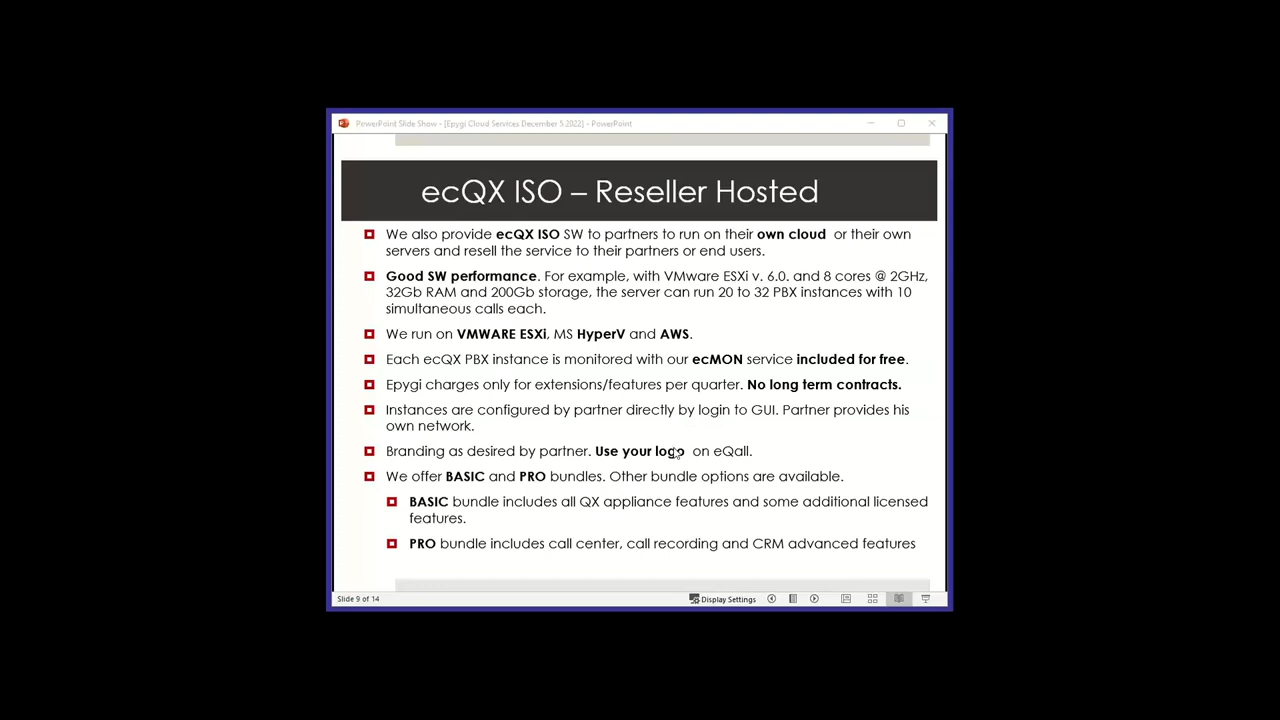 PowerPoint Slide Show - [Epygi Cloud Services December 5 2022] - PowerPoint
ecQX ISO – Reseller Hosted
We also provide ecQX ISO SW to partners to run on their own cloud or their own
servers and resell the service to their partners or end users.
Good SW performance. For example, with VMware ESXi v. 6.0. and 8 cores @ 2GHz,
32Gb RAM and 200Gb storage, the server can run 20 to 32 PBX instances with 10
simultaneous calls each.
We run on VMWARE ESXi, MS HyperV and AWS.
Each ecQX PBX instance is monitored with our ecMON service included for free.
Epygi charges only for extensions/features per quarter. No long term contracts.
Instances are configured by partner directly by login to GUI. Partner provides his
own network.
Branding as desired by partner. Use your logo on eQall.
We offer BASIC and PRO bundles. Other bundle options are available.
BASIC bundle includes all QX appliance features and some additional licensed
features.
PRO bundle includes call center, call recording and CRM advanced features
Slide 9 of 14
Display Settings